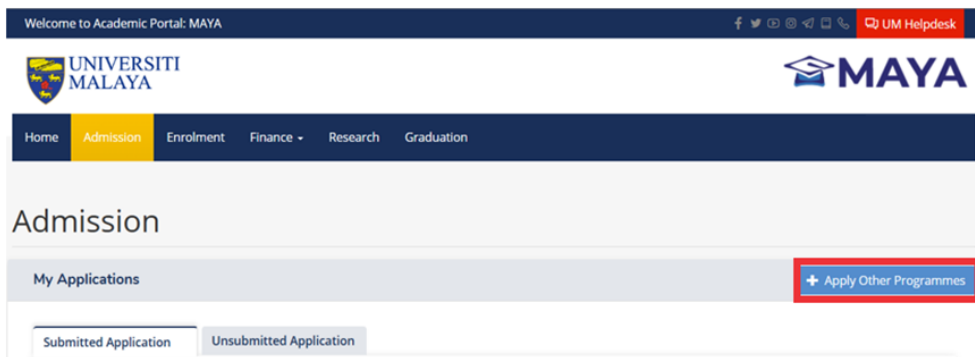 Welcome to Academic Portal: MAYA
UM Helpdesk
UNIVERSITI
MALAYA
MAYA
Home Admission Enrolment Finance Research Graduation
Admission
My Applications
+ Apply Other Programmes
Submitted Application Unsubmitted Application